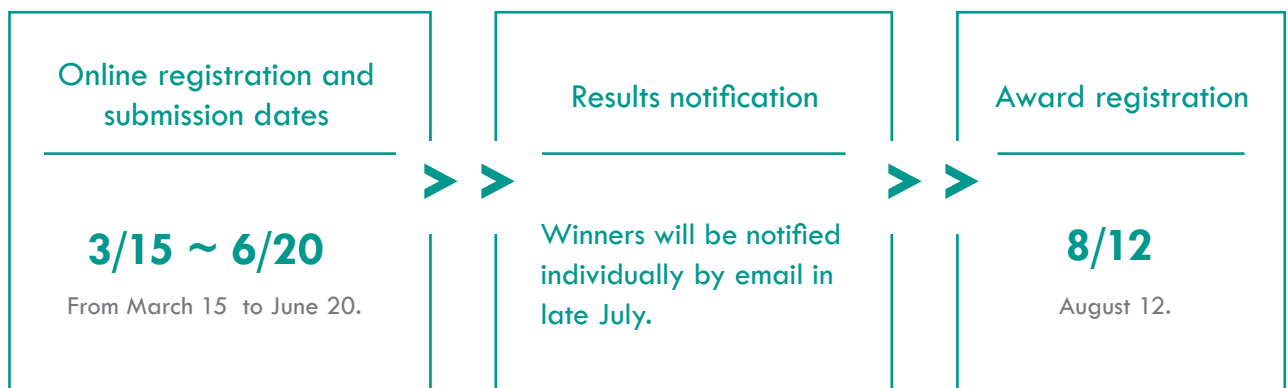 Online registration and
submission dates
3/15 ~ 6/20
From March 15 to June 20.
> >
Results notification
Winners will be notified
individually by email in
late July.
> >
Award registration
8/12
August 12.